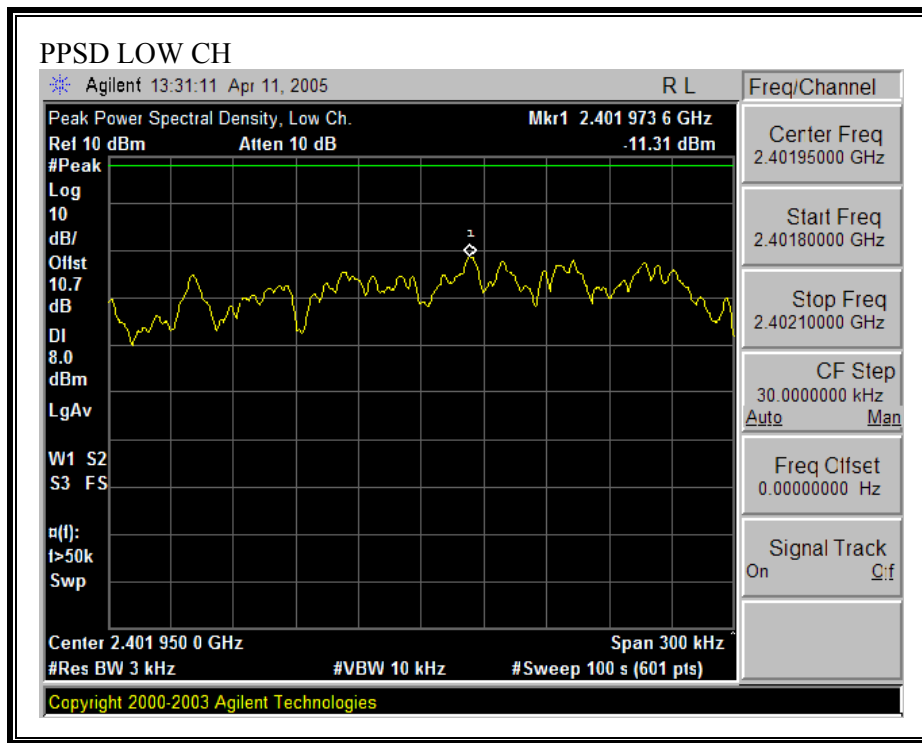 PPSD LOW CH
Agilent 13:31:11 Apr 11, 2005 R L
Peak Power Spectral Density, Low Ch. Mkr1 2.401 973 6 GHz
Ref 10 dBm Atten 10 dB -11.31 dBm
#Peak
Log
10
dB/
Offst
10.7
dB
DI
8.0
dBm
LgAv
W1 S2
S3 FS
¤(f):
f>50k
Swp
1
Center 2.401 950 0 GHz Span 300 kHz
#Res BW 3 kHz #VBW 10 kHz #Sweep 100 s (601 pts)
Copyright 2000-2003 Agilent Technologies
Freq/Channel
Center Freq
2.40195000 GHz
Start Freq
2.40180000 GHz
Stop Freq
2.40210000 GHz
CF Step
30.0000000 kHz
Auto Man
Freq Offset
0.00000000 Hz
Signal Track
On Off